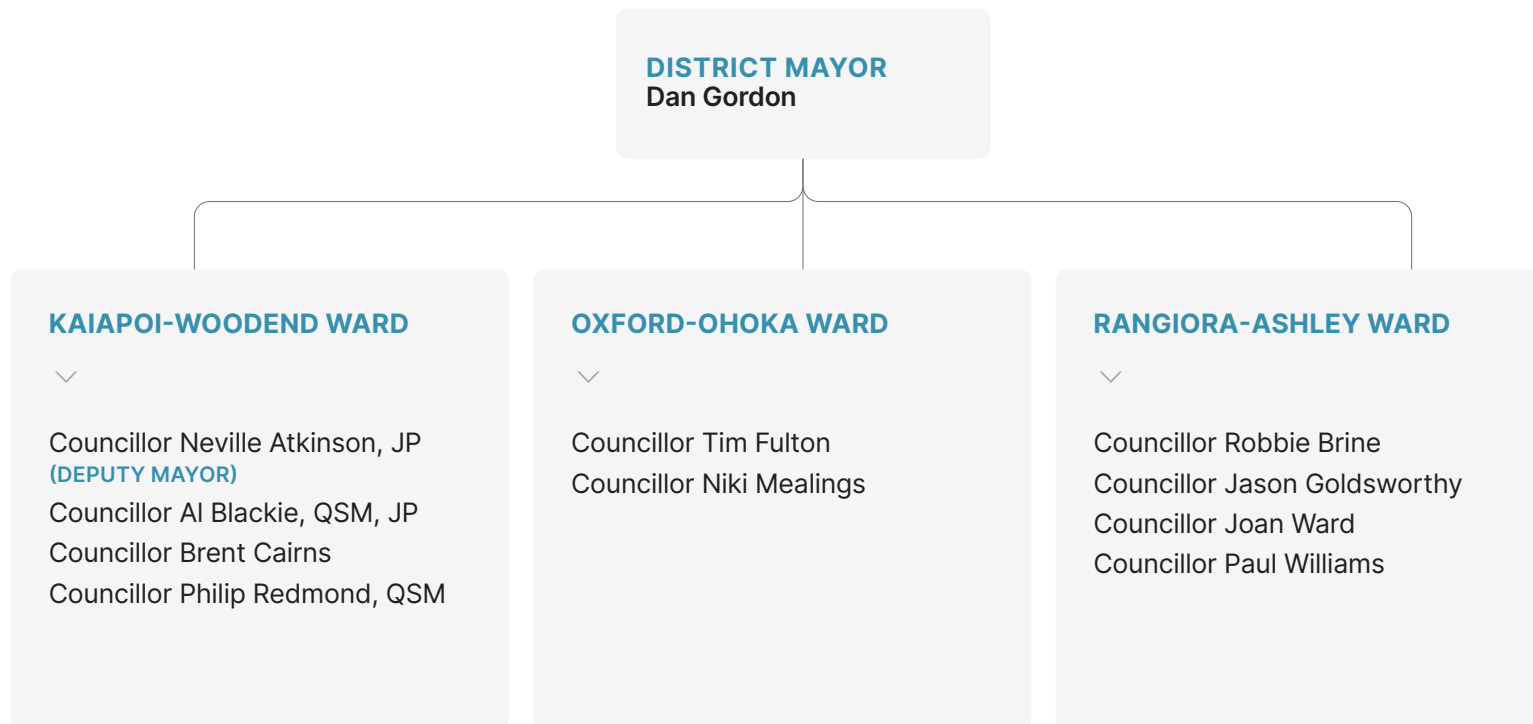 DISTRICT MAYOR
Dan Gordon
KAIAPOI-WOODEND WARD
Councillor Neville Atkinson, JP
(DEPUTY MAYOR)
Councillor Al Blackie, QSM, JP
Councillor Brent Cairns
Councillor Philip Redmond, QSM
OXFORD-OHOKA WARD
Councillor Tim Fulton
Councillor Niki Mealings
RANGIORA-ASHLEY WARD
Councillor Robbie Brine
Councillor Jason Goldsworthy
Councillor Joan Ward
Councillor Paul Williams